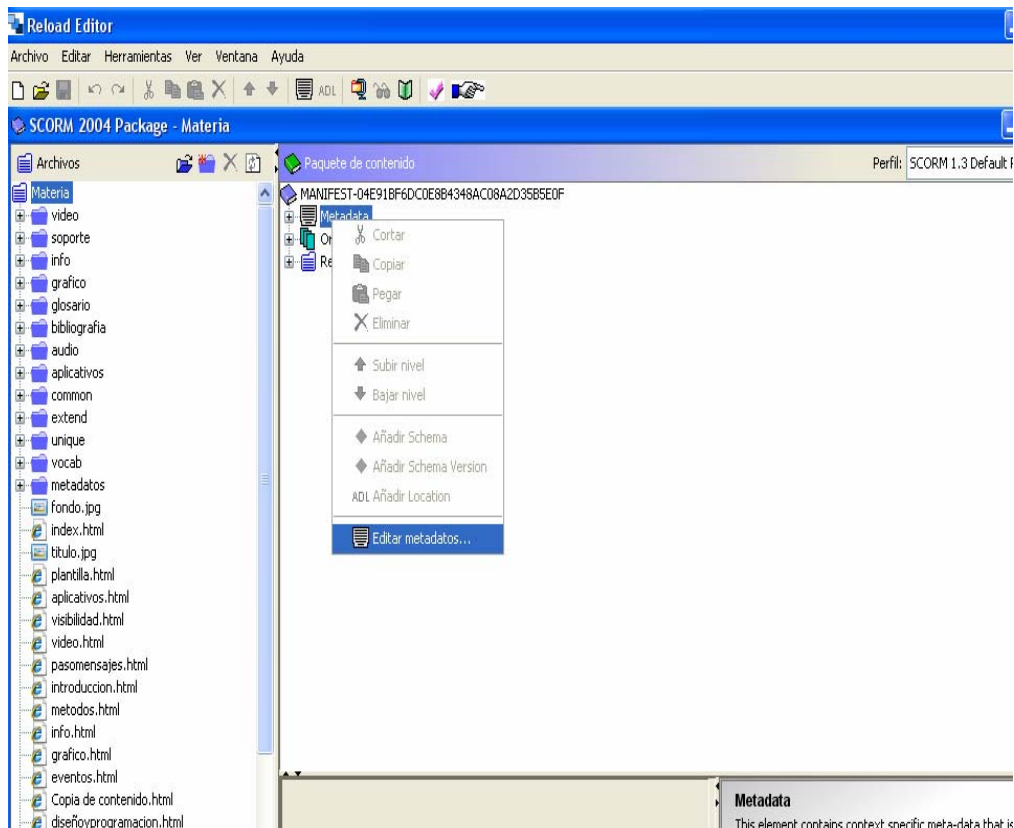 Reload Editor
Archivo Editar Herramientas Ver Ventana Ayuda
ADL
SCORM 2004 Package - Materia
Archivos
Paquete de contenido
Perfil: SCORM 1.3 Default
Materia
video
soporte
info
grafico
glosario
bibliografia
audio
aplicativos
common
extend
unique
vocab
metadatos
fondo.jpg
index.html
titulo.jpg
plantilla.html
aplicativos.html
visibilidad.html
video.html
pasomensajes.html
introduccion.html
metodos.html
info.html
grafico.html
eventos.html
Copia de contenido.html
diseñoyprogramacion.html
MANIFEST-04E91BF6DC0E8B4348AC08A2D35B5E0F
Metadata
Or
Re
Cortar
Copiar
Pegar
Eliminar
Subir nivel
Bajar nivel
Añadir Schema
Añadir Schema Version
ADL Añadir Location
Editar metadatos...
Metadata
This element contains context specific meta-data that is